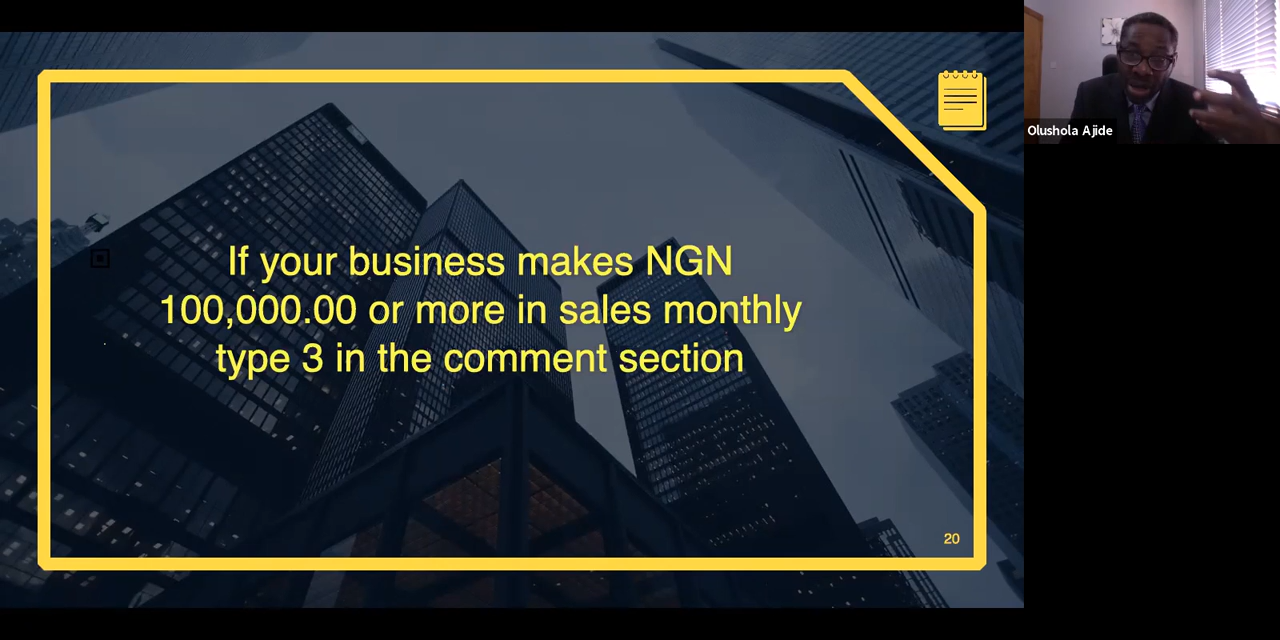 If your business makes NGN
100,000.00 or more in sales monthly
type 3 in the comment section
20
Olushola Ajide